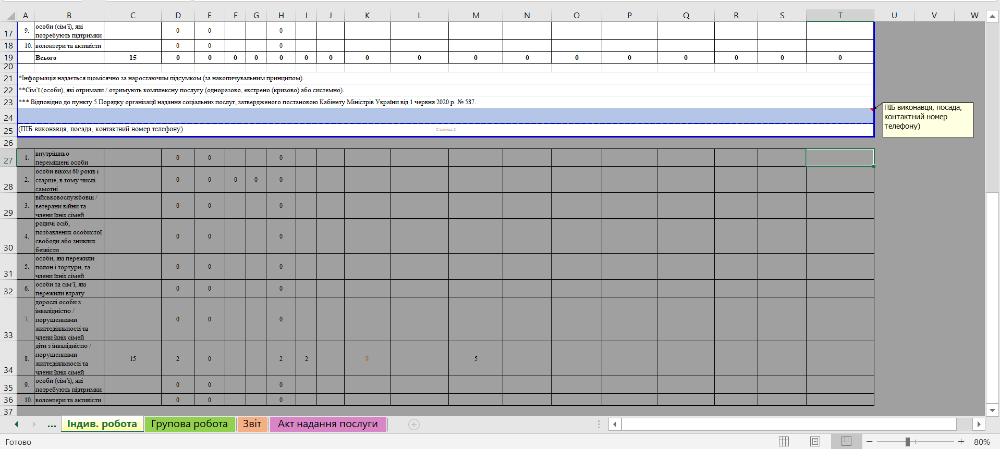 A B C D E F G H I J K L M N O P Q R S T U V W
17 9. особи (сім’ї), які
потребують підтримки 0 0 0
18 10. волонтери та активісти 0 0 0
19 Всього 15 0 0 0 0 0 0 0 0 0 0 0 0 0 0 0 0 0
20
21 *Інформація надається щомісячно за наростаючим підсумком (за накопичувальним принципом).
22 **Сім’ї (особи), які отримали / отримують комплексну послугу (одноразово, екстрено (кризово) або системно).
23 *** Відповідно до пункту 5 Порядку організації надання соціальних послуг, затвердженого постановою Кабінету Міністрів України від 1 червня 2020 р. № 587.
ПІБ виконавця, посада,
контактний номер
телефону)
24
25 (ПІБ виконавця, посада, контактний номер телефону) Страница 2
26
27 1. внутрішньо
переміщені особи 0 0 0
28 2. особи віком 60 років і
старше, в тому числі
самотні 0 0 0 0 0
29 3. військовослужбовці /
ветерани війни та
члени їхніх сімей 0 0 0
30 4. родичі осіб,
позбавлених особистої
свободи або зниклих
безвісти 0 0 0
31 5. особи, які пережили
полон і тортури, та
члени їхніх сімей 0 0 0
32 6. особи та сім’ї, які
пережили втрату 0 0 0
33 7. дорослі особи з
інвалідністю /
порушеннями
життєдіяльності та
члени їхніх сімей 0 0 0
34 8. діти з інвалідністю /
порушеннями
життєдіяльності та
члени їхніх сімей 15 2 0 2 2 9 5
35 9. особи (сім’ї), які
потребують підтримки 0 0 0
36 10. волонтери та активісти 0 0 0
37
... Індив. робота Групова робота Звіт Акт надання послуги
Готово 80%